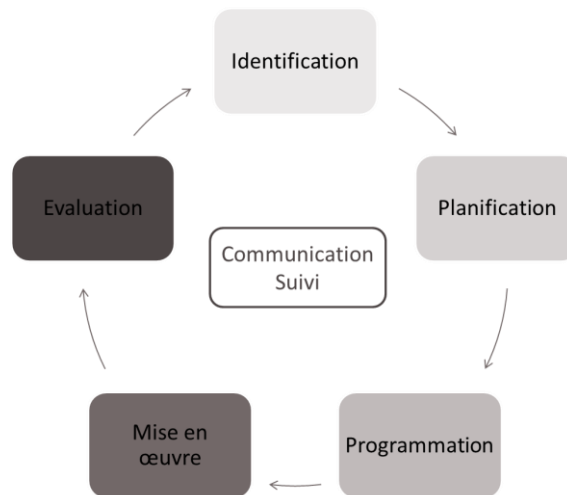 Identification
Planification
Programmation
Mise en
œuvre
Evaluation
Communication
Suivi